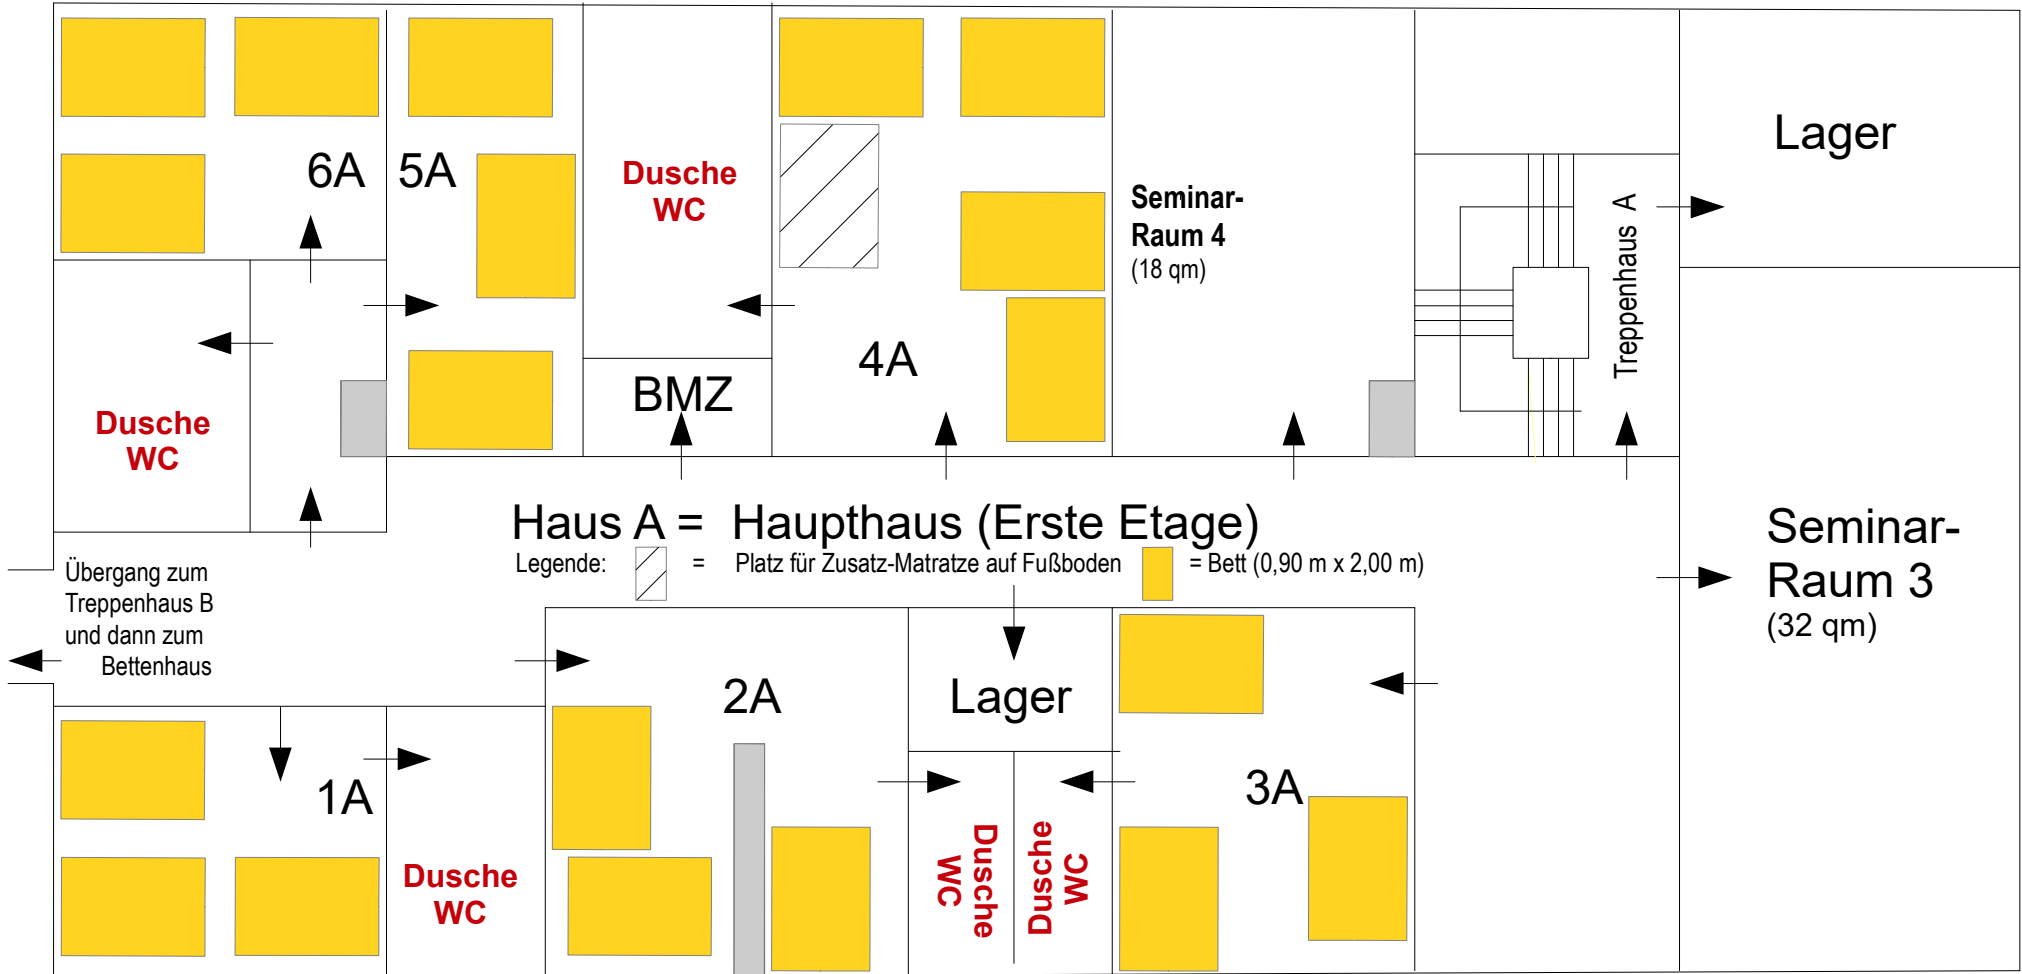 6A
5A
Dusche
WC
Seminar-
Raum 4
(18 qm)
Treppenhaus A
Lager
4A
BMZ
Dusche
WC
Haus A = Haupthaus (Erste Etage)
Legende: = Platz für Zusatz-Matratze auf Fußboden = Bett (0,90 m x 2,00 m)
Seminar-
Raum 3
(32 qm)
Übergang zum
Treppenhaus B
und dann zum
Bettenhaus
2A
Lager
1A
3A
Dusche
WC
Dusche
WC
Dusche
WC